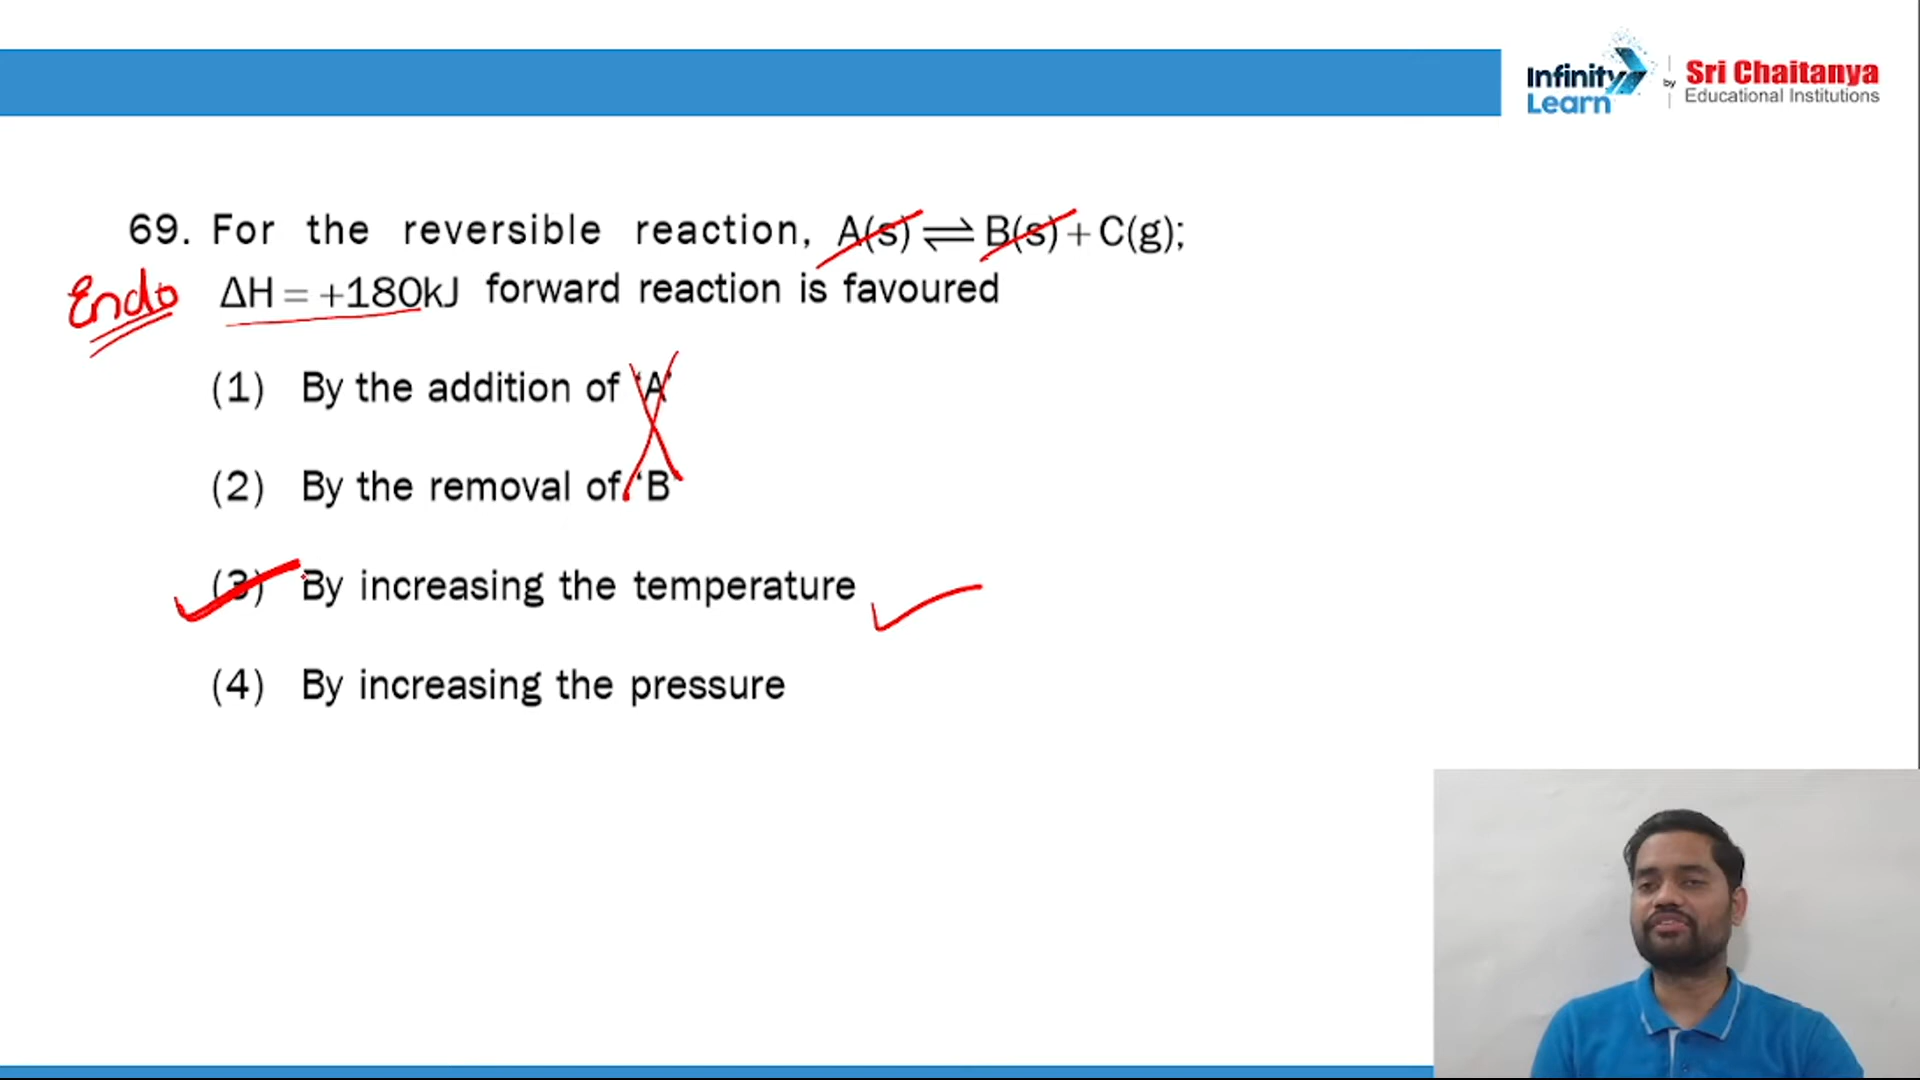 Infinity Learn by Sri Chaitanya Educational Institutions
69. For the reversible reaction, A(s) ⇌ B(s) + C(g);
Endo ΔH = +180kJ forward reaction is favoured
(1) By the addition of ‘A’
(2) By the removal of ‘B’
(3) By increasing the temperature
(4) By increasing the pressure